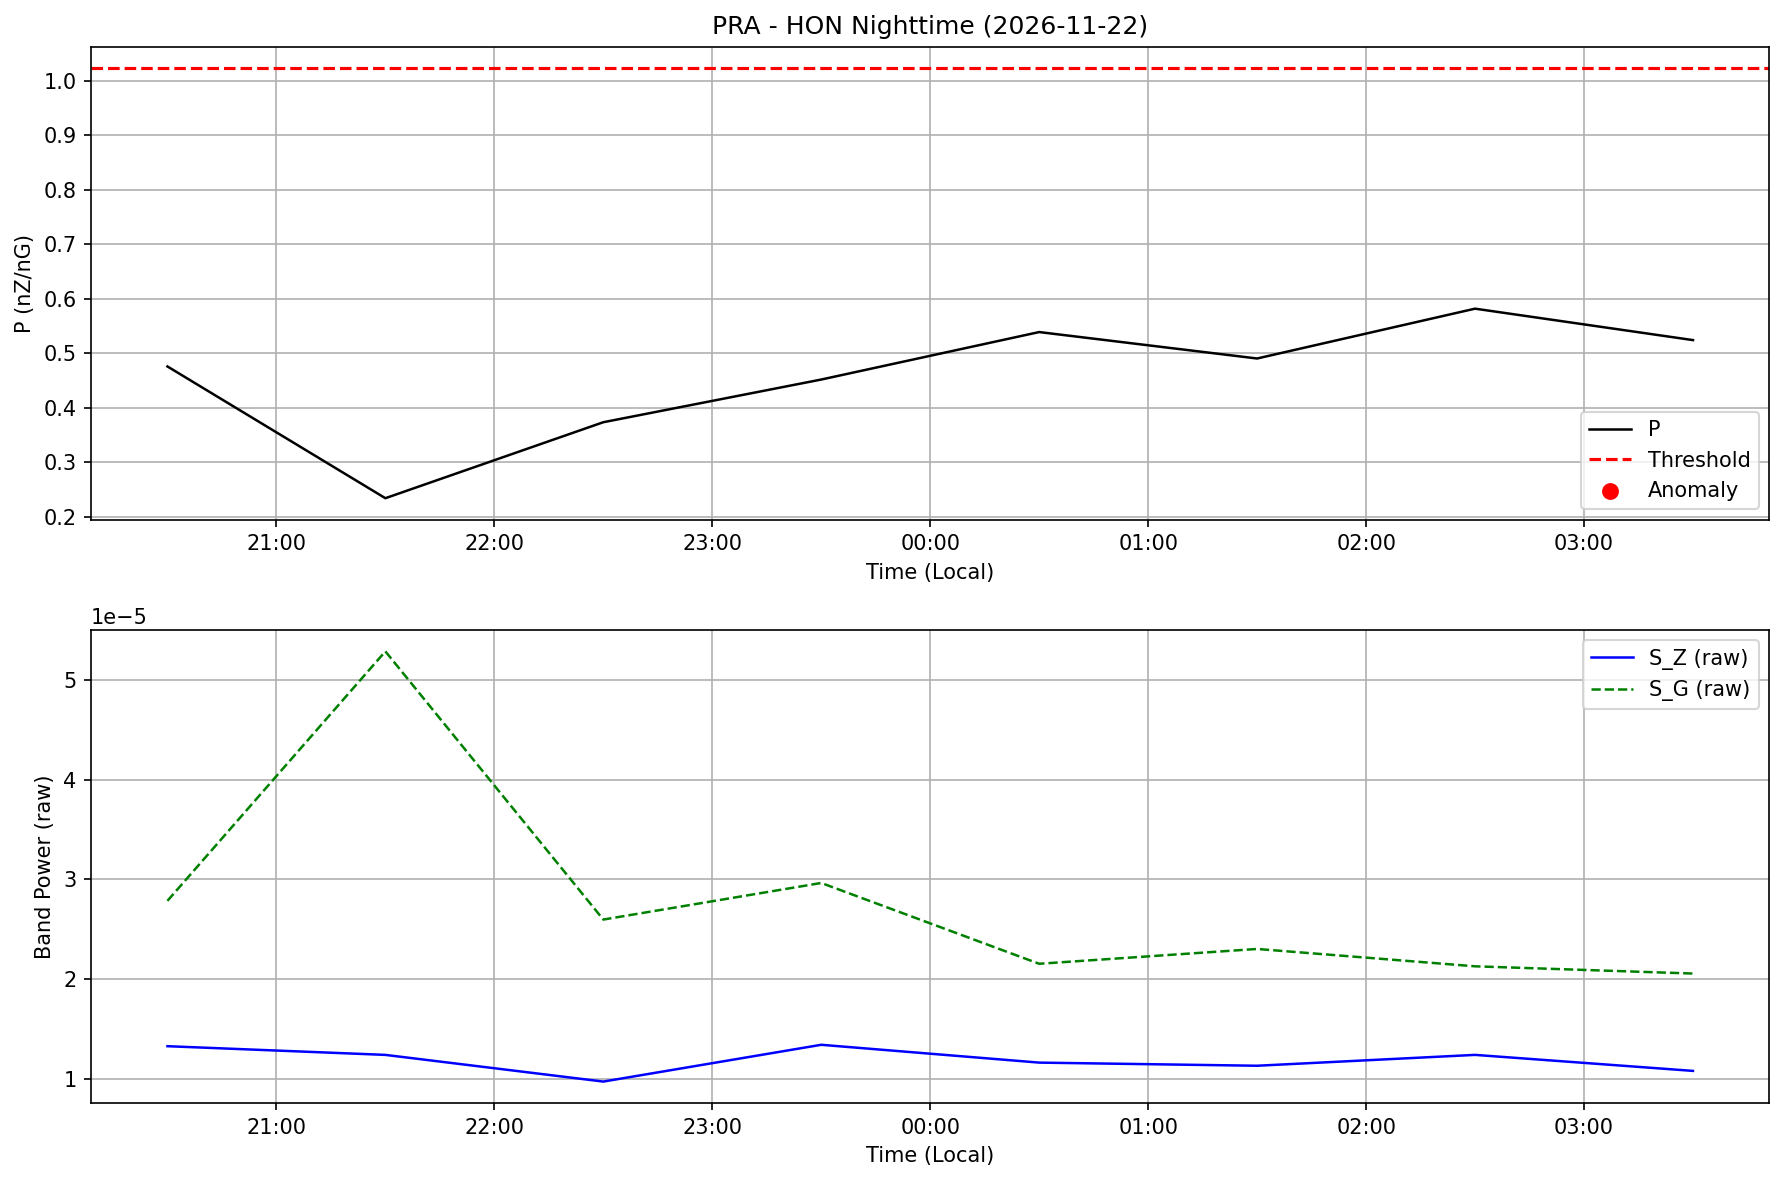 PRA - HON Nighttime (2026-11-22)
P (nZ/nG)
1.0
0.9
0.8
0.7
0.6
0.5
0.4
0.3
0.2
P
Threshold
Anomaly
21:00 22:00 23:00 00:00 01:00 02:00 03:00
Time (Local)
1e−5
Band Power (raw)
5
4
3
2
1
S_Z (raw)
S_G (raw)
21:00 22:00 23:00 00:00 01:00 02:00 03:00
Time (Local)